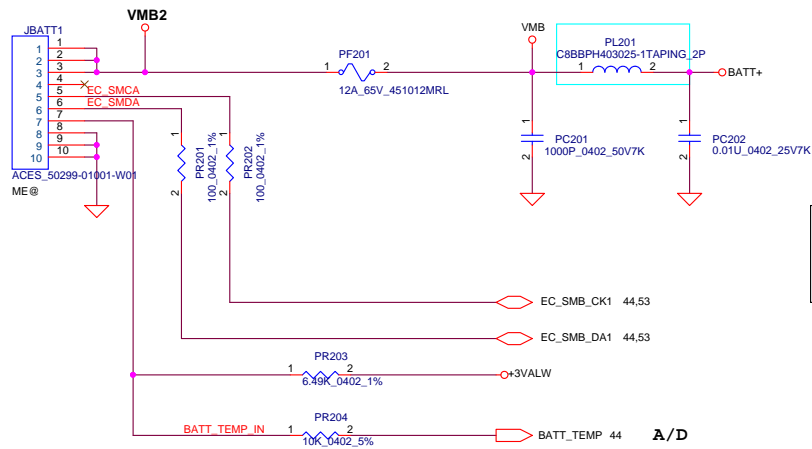 VMB2
JBATT1
1
2
3
4
5
6
7
8
9
10
1
2
3
4
5
6
7
8
9
10
EC_SMCA
EC_SMDA
ACES_50299-01001-W01
ME@
PF201
1
2
12A_65V_451012MRL
VMB
PL201
C8BBPH403025-1TAPING_2P
1
2
BATT+
1
2
PC201
1000P_0402_50V7K
1
2
PC202
0.01U_0402_25V7K
1
2
PR201
100_0402_1%
1
2
PR202
100_0402_1%
EC_SMB_CK1 44,53
EC_SMB_DA1 44,53
PR203
1
2
6.49K_0402_1%
+3VALW
PR204
BATT_TEMP_IN
1
2
10K_0402_5%
BATT_TEMP 44
A/D